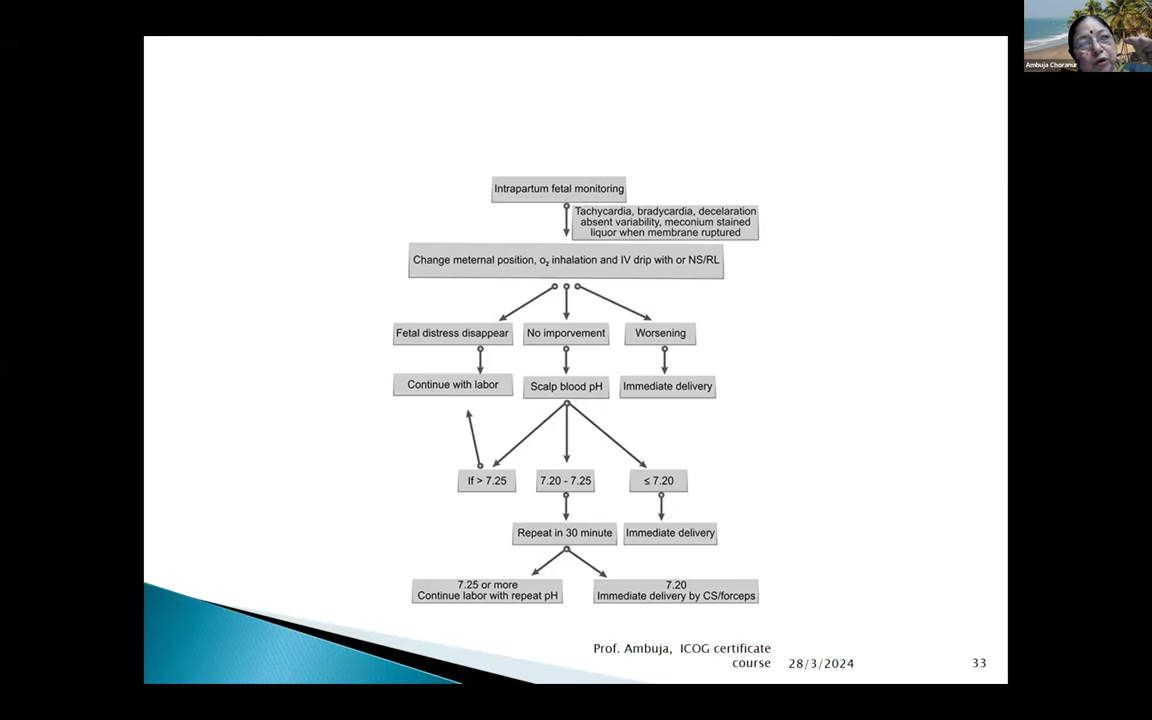 Ambuja Choranur
Intrapartum fetal monitoring
Tachycardia, bradycardia, decelaration
absent variability, meconium stained
liquor when membrane ruptured
Change meternal position, o₂ inhalation and IV drip with or NS/RL
Fetal distress disappear
No imporvement
Worsening
Continue with labor
Scalp blood pH
Immediate delivery
If > 7.25
7.20 - 7.25
≤ 7.20
Repeat in 30 minute
Immediate delivery
7.25 or more
Continue labor with repeat pH
7.20
Immediate delivery by CS/forceps
Prof. Ambuja, ICOG certificate
course
28/3/2024
33